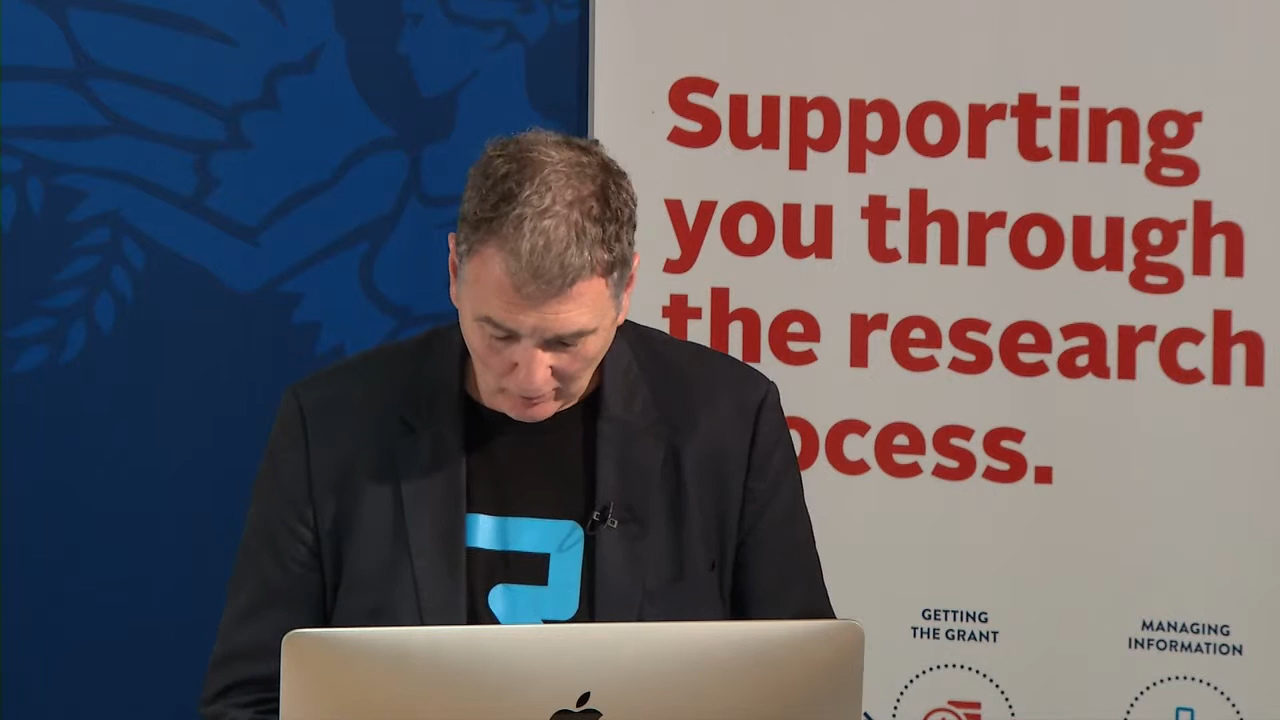 Supporting
you through
the research
ocess.
GETTING
THE GRANT
MANAGING
INFORMATION